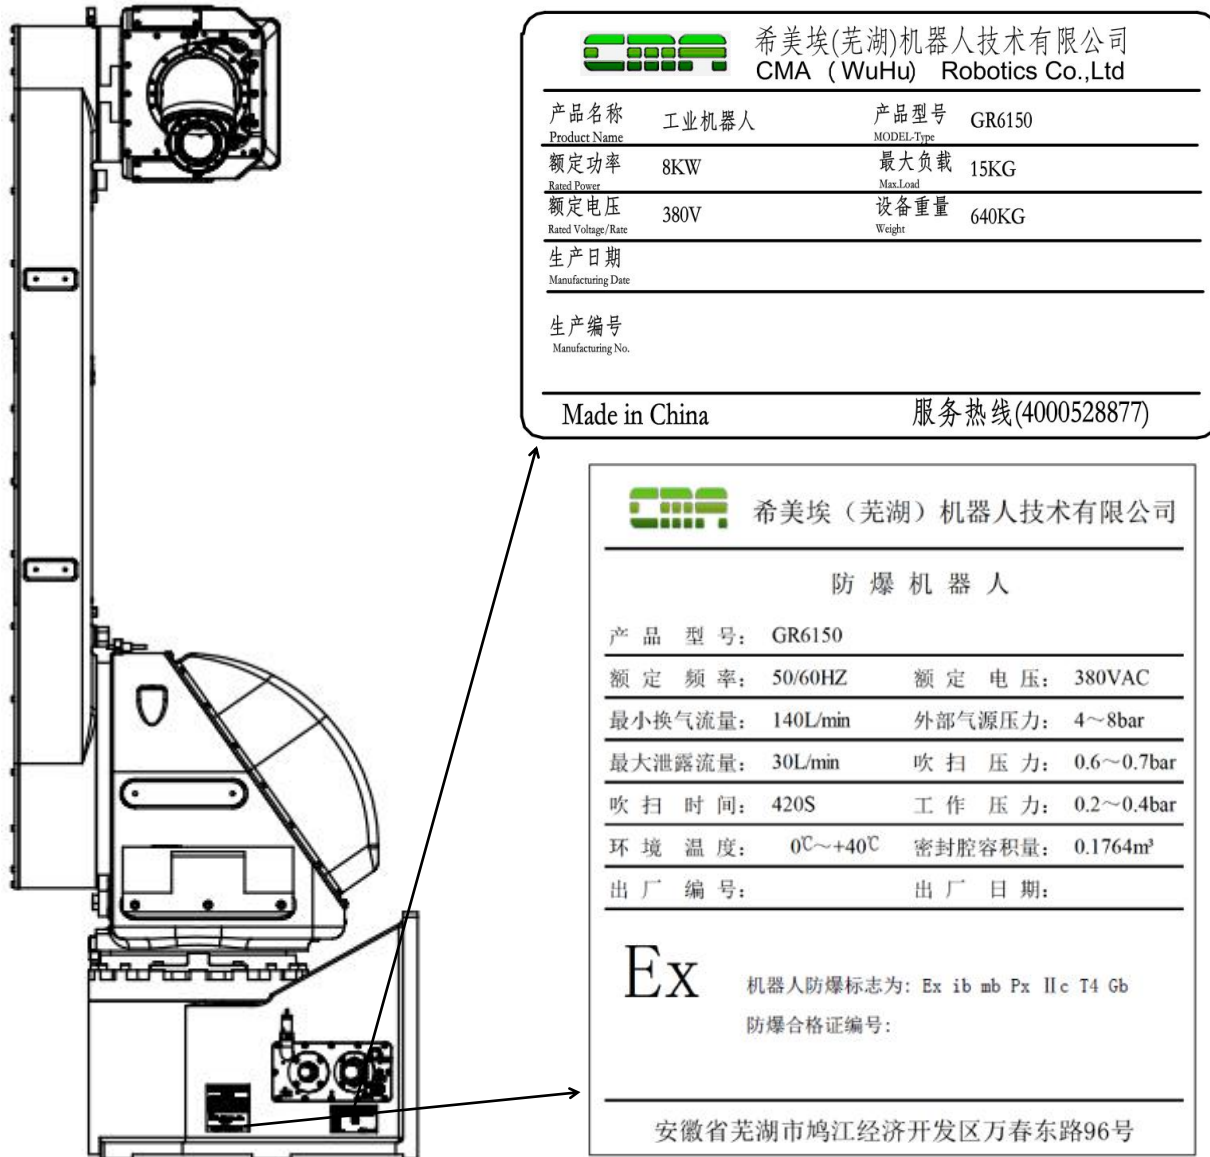 CMA 希美埃(芜湖)机器人技术有限公司
CMA (WuHu) Robotics Co.,Ltd
产品名称 工业机器人 产品型号 GR6150
Product Name MODEL-Type
额定功率 8KW 最大负载 15KG
Rated Power Max.Load
额定电压 380V 设备重量 640KG
Rated Voltage/Rate Weight
生产日期
Manufacturing Date
生产编号
Manufacturing No.
Made in China 服务热线(4000528877)
CMA 希美埃（芜湖）机器人技术有限公司
防爆机器人
产品型号： GR6150
额定频率： 50/60HZ 额定电压： 380VAC
最小换气流量： 140L/min 外部气源压力： 4～8bar
最大泄露流量： 30L/min 吹扫压力： 0.6～0.7bar
吹扫时间： 420S 工作压力： 0.2～0.4bar
环境温度： 0℃～+40℃ 密封腔容积量： 0.1764m³
出厂编号： 出厂日期：
Ex 机器人防爆标志为: Ex ib mb Px Ⅱc T4 Gb
防爆合格证编号:
安徽省芜湖市鸠江经济开发区万春东路96号